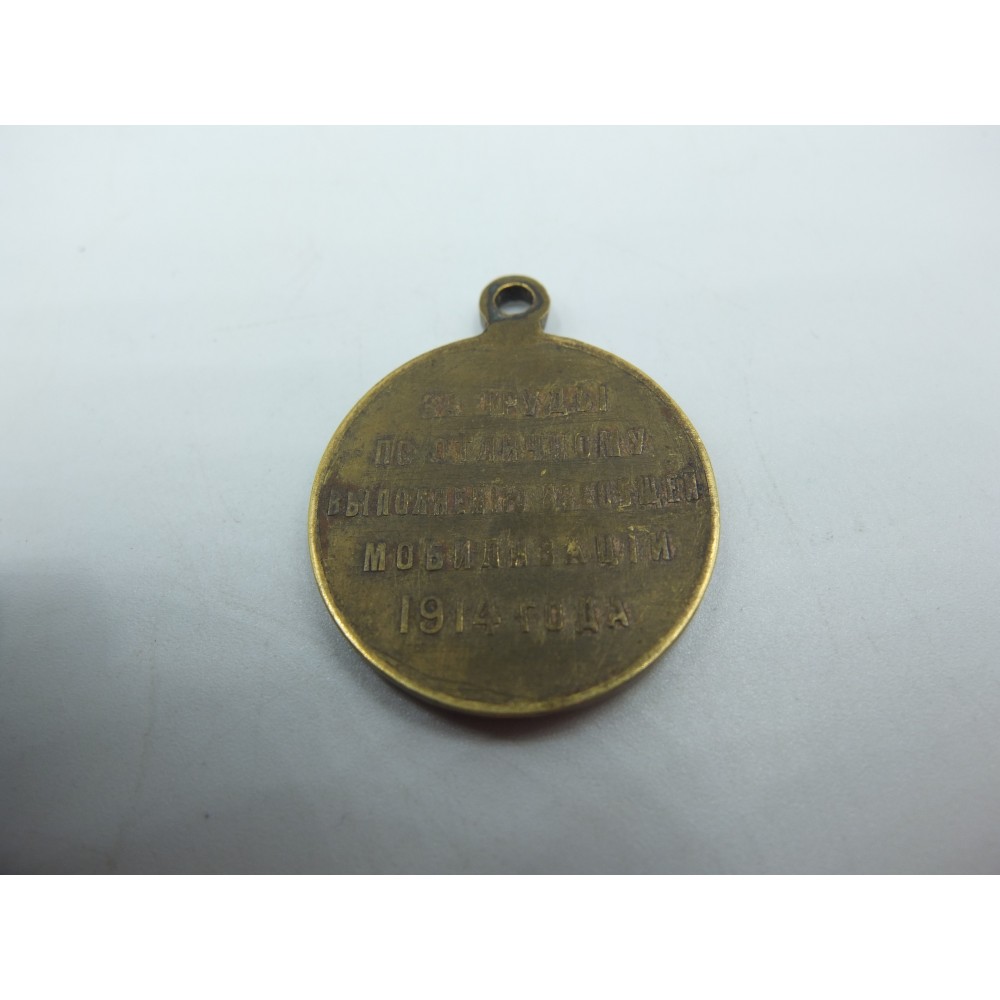 ЗА ТРУДЫ
ПО ОТЛИЧНОМУ
ВЫПОЛНЕНІЮ ВСЕОБЩЕЙ
МОБИЛИЗАЦІИ
1914 ГОДА